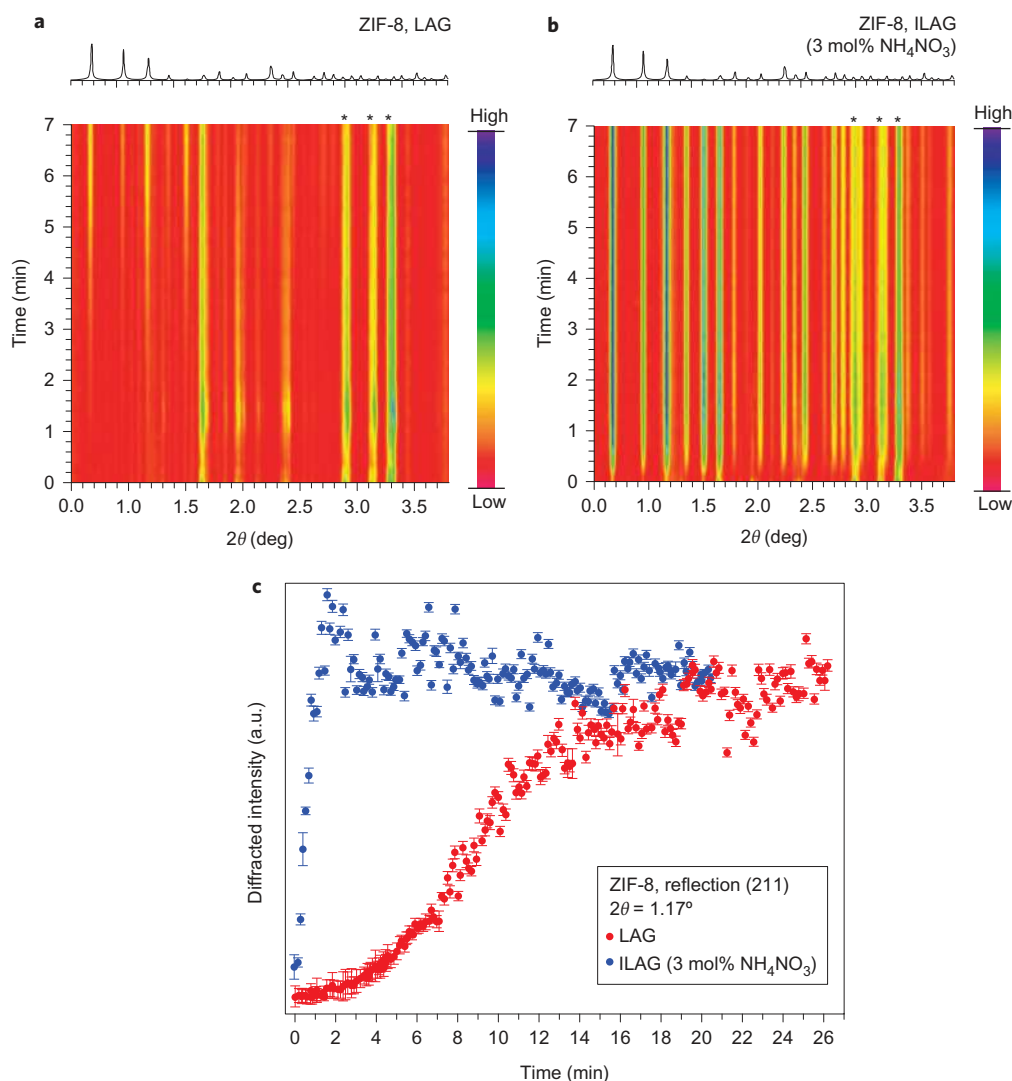 a
ZIF-8, LAG
* * *
High
7
6
5
4
3
2
1
0
Time (min)
Low
0.0 1.0 1.5 2.0 2.5 3.0 3.5
2θ (deg)
b
ZIF-8, ILAG
(3 mol% NH₄NO₃)
* * *
High
7
6
5
4
3
2
1
0
Time (min)
Low
0.0 1.0 1.5 2.0 2.5 3.0 3.5
2θ (deg)
c
Diffracted intensity (a.u.)
ZIF-8, reflection (211)
2θ = 1.17º
LAG
ILAG (3 mol% NH₄NO₃)
0 2 4 6 8 10 12 14 16 18 20 22 24 26
Time (min)